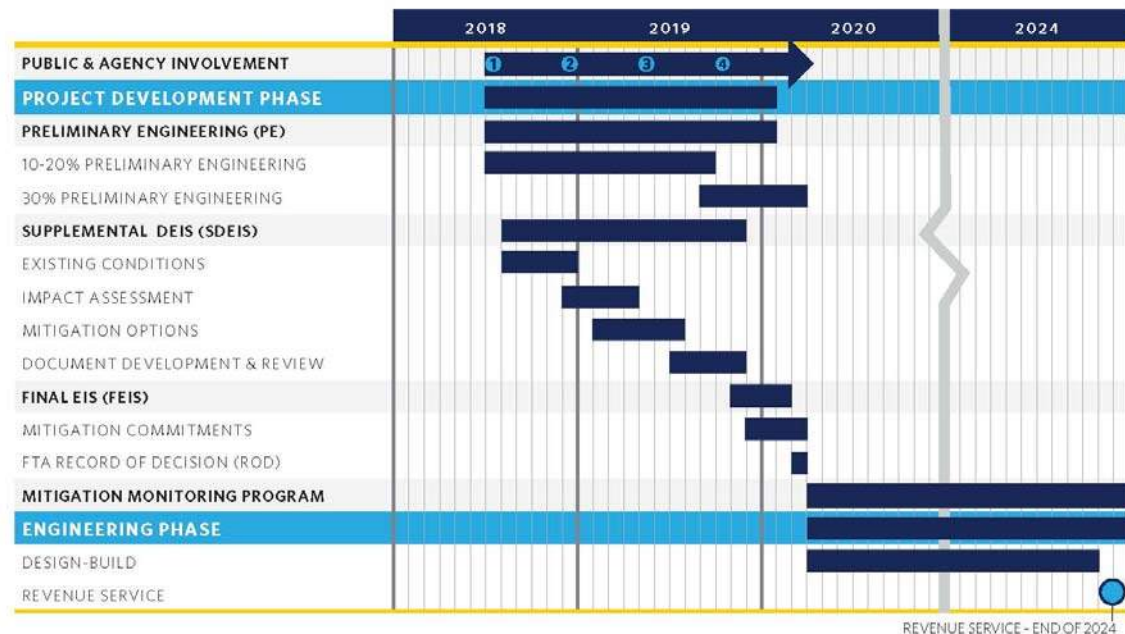 2018 2019 2020 2024
PUBLIC & AGENCY INVOLVEMENT 1 2 3 4
PROJECT DEVELOPMENT PHASE
PRELIMINARY ENGINEERING (PE)
10-20% PRELIMINARY ENGINEERING
30% PRELIMINARY ENGINEERING
SUPPLEMENTAL DEIS (SDEIS)
EXISTING CONDITIONS
IMPACT ASSESSMENT
MITIGATION OPTIONS
DOCUMENT DEVELOPMENT & REVIEW
FINAL EIS (FEIS)
MITIGATION COMMITMENTS
FTA RECORD OF DECISION (ROD)
MITIGATION MONITORING PROGRAM
ENGINEERING PHASE
DESIGN-BUILD
REVENUE SERVICE
REVENUE SERVICE - END OF 2024